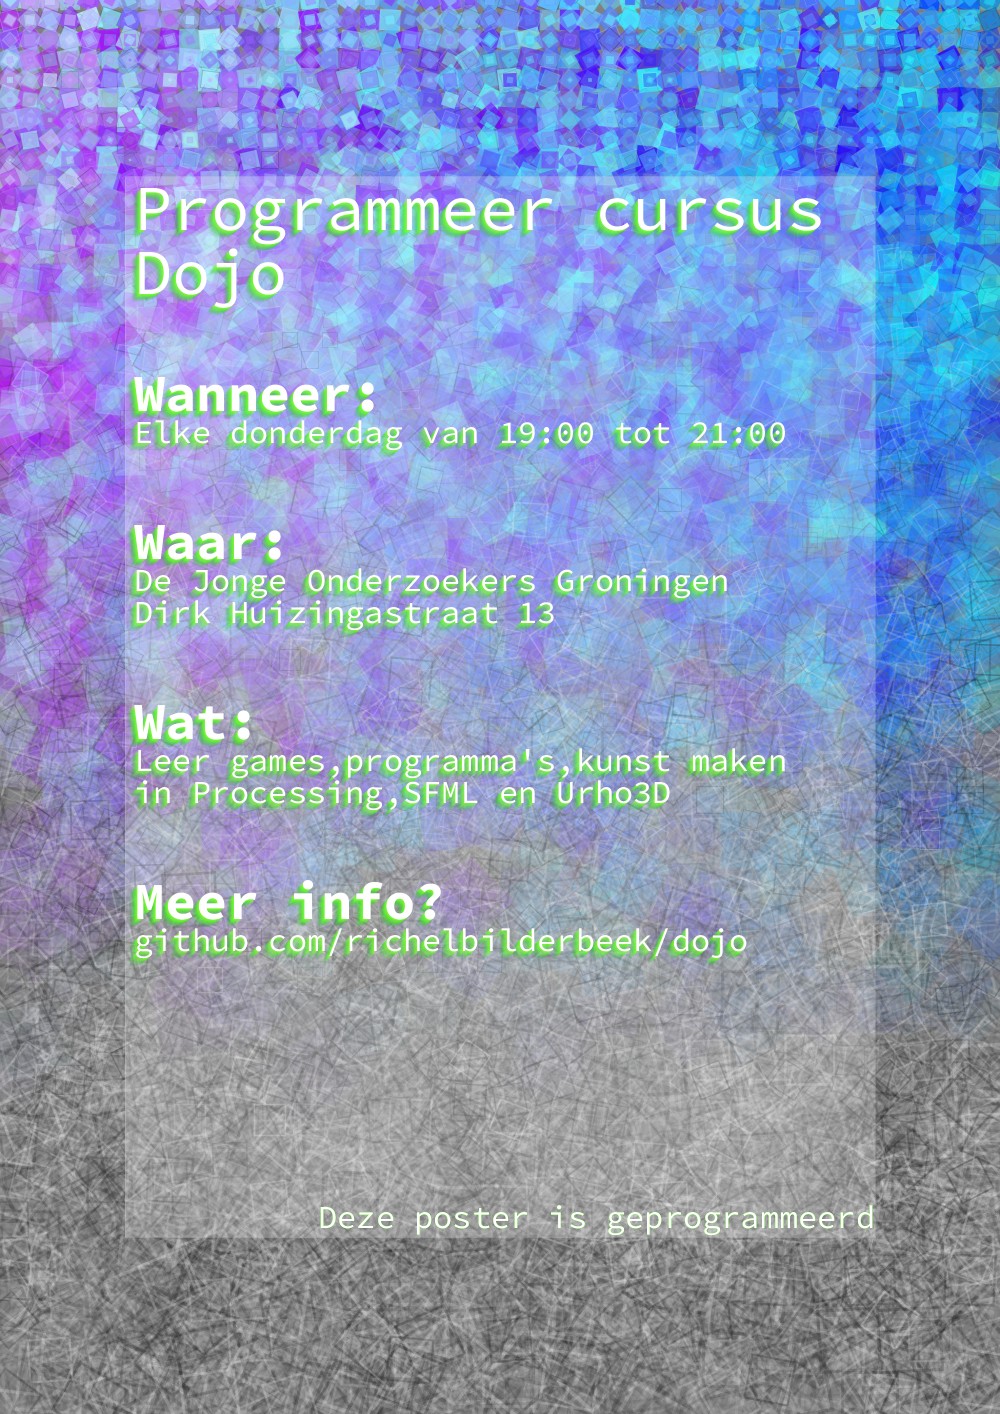 Programmeer cursus
Dojo
Wanneer:
Elke donderdag van 19:00 tot 21:00
Waar:
De Jonge Onderzoekers Groningen
Dirk Huizingastraat 13
Wat:
Leer games,programma's,kunst maken
in Processing,SFML en Urho3D
Meer info?
github.com/richelbilderbeek/dojo
Deze poster is geprogrammeerd